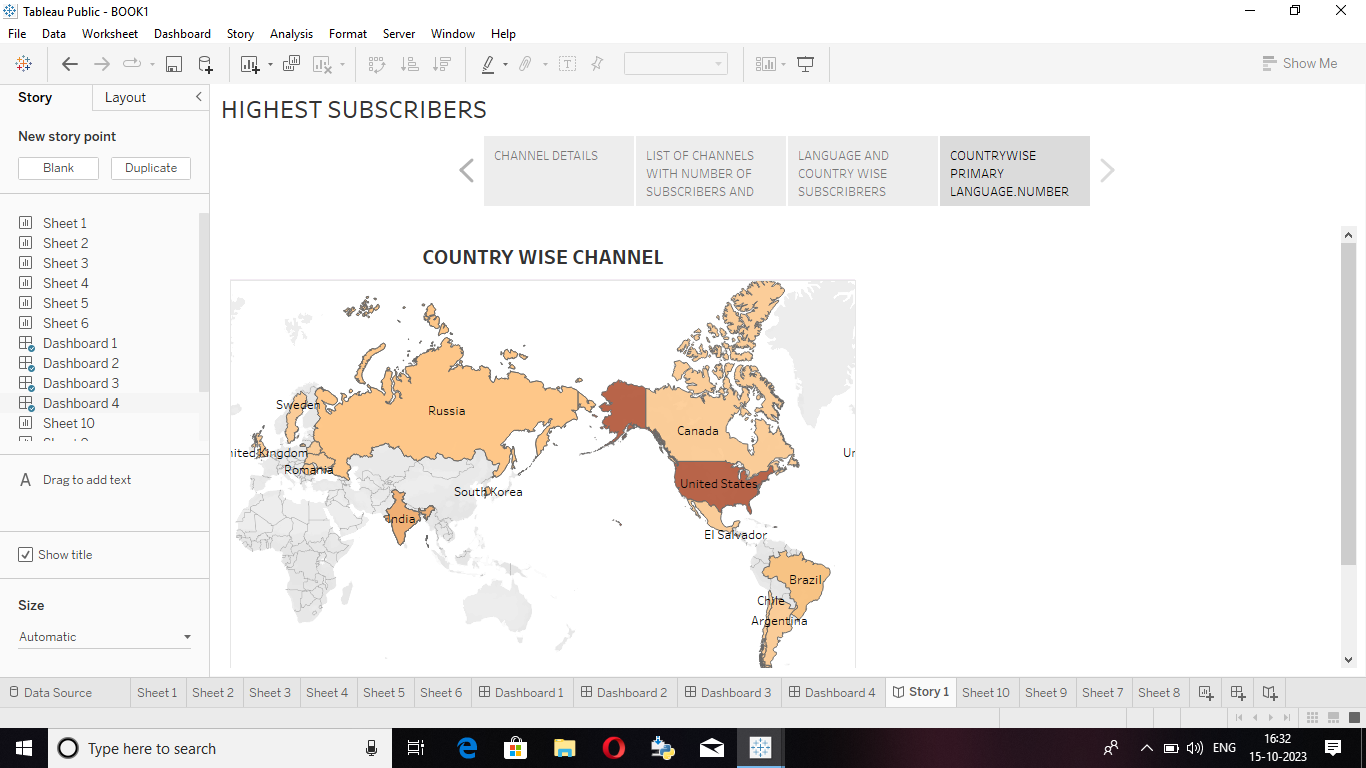 Tableau Public - BOOK1
File Data Worksheet Dashboard Story Analysis Format Server Window Help
Show Me
Story Layout
New story point
Blank Duplicate
Sheet 1
Sheet 2
Sheet 3
Sheet 4
Sheet 5
Sheet 6
Dashboard 1
Dashboard 2
Dashboard 3
Dashboard 4
Sheet 10
A Drag to add text
Show title
Size
Automatic
HIGHEST SUBSCRIBERS
CHANNEL DETAILS
LIST OF CHANNELS
WITH NUMBER OF
SUBSCRIBERS AND
LANGUAGE AND
COUNTRY WISE
SUBSCRIBRERS
COUNTRYWISE
PRIMARY
LANGUAGE.NUMBER
COUNTRY WISE CHANNEL
Sweden
Russia
Canada
nited Kingdom
Ur
Romania
United States
South Korea
India
El Salvador
Brazil
Chile
Argentina
Data Source Sheet 1 Sheet 2 Sheet 3 Sheet 4 Sheet 5 Sheet 6 Dashboard 1 Dashboard 2 Dashboard 3 Dashboard 4 Story 1 Sheet 10 Sheet 9 Sheet 7 Sheet 8
Type here to search
ENG
16:32
15-10-2023